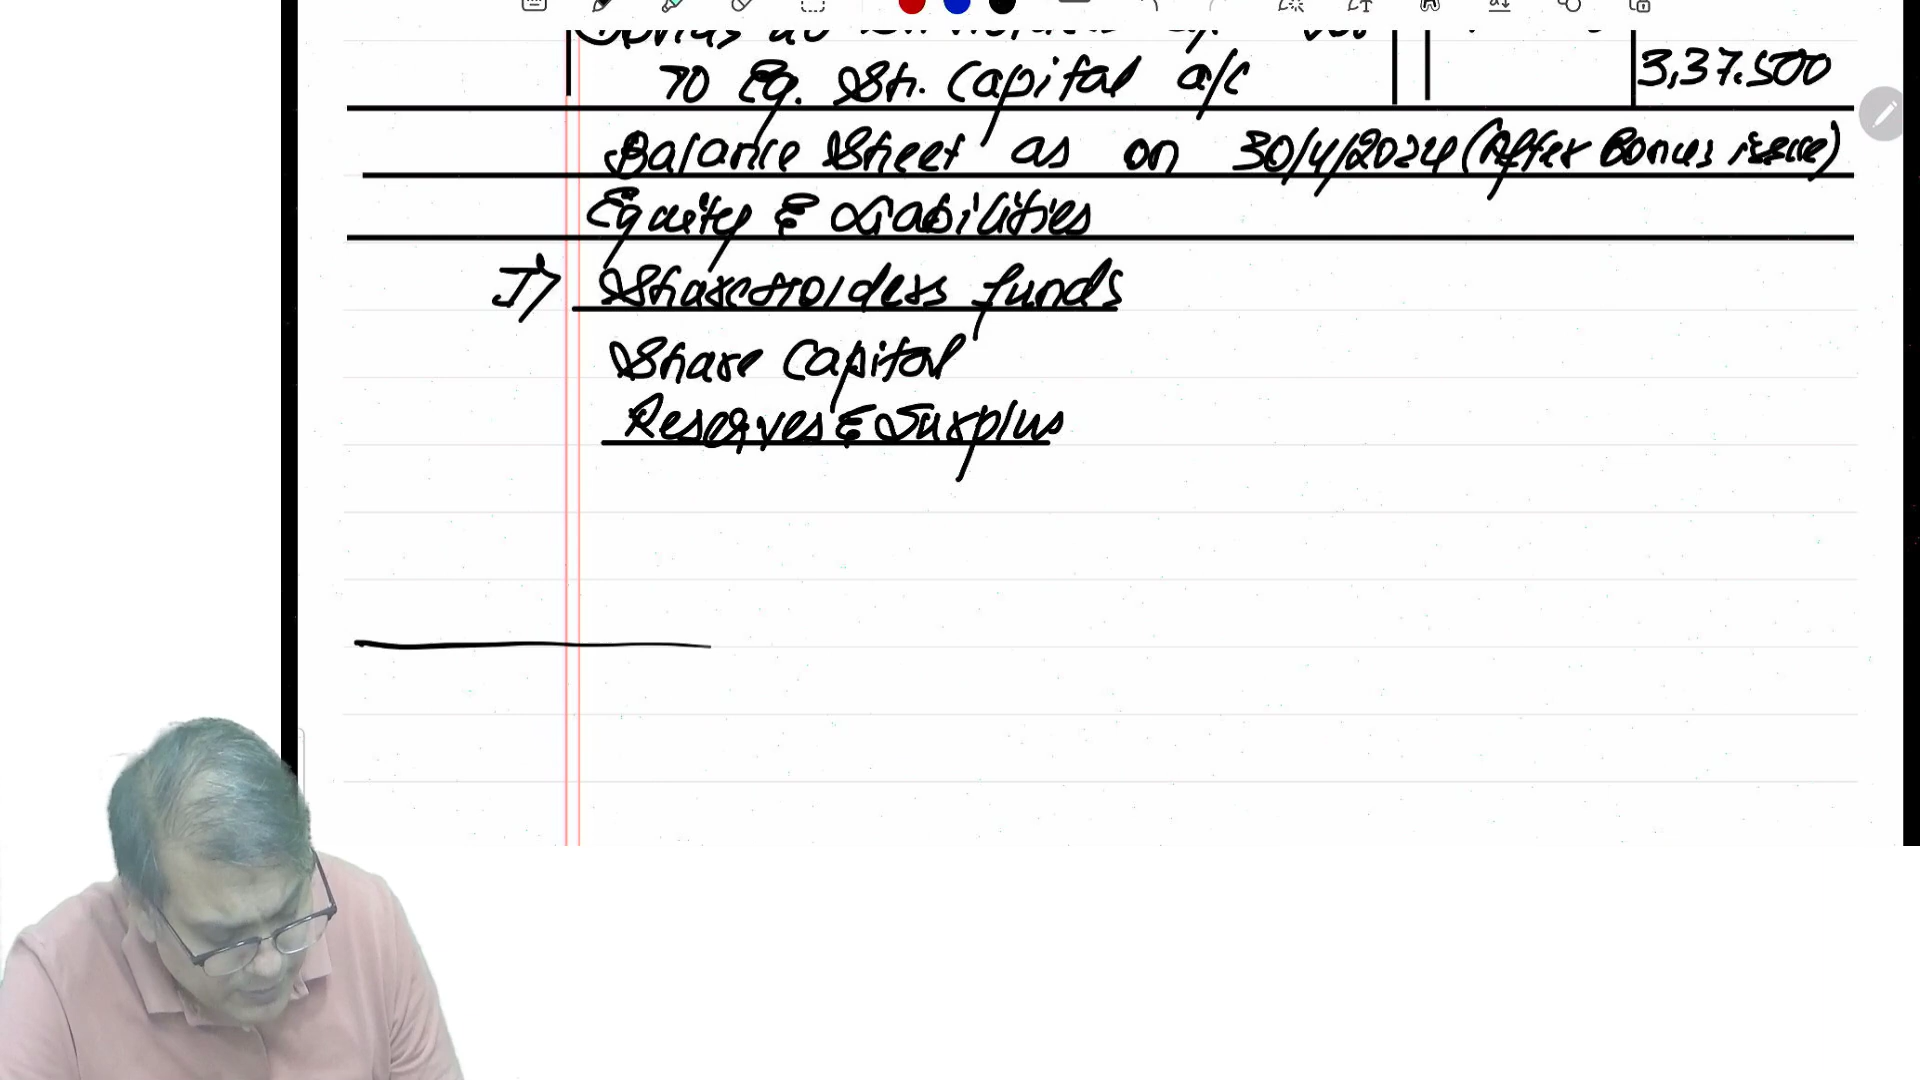 To Eq. Sh. Capital a/c 3,37,500
Balance Sheet as on 30/4/2024 (After Bonus issue)
Equity & Liabilities
I) Shareholders funds
Share Capital
Reserves & Surplus